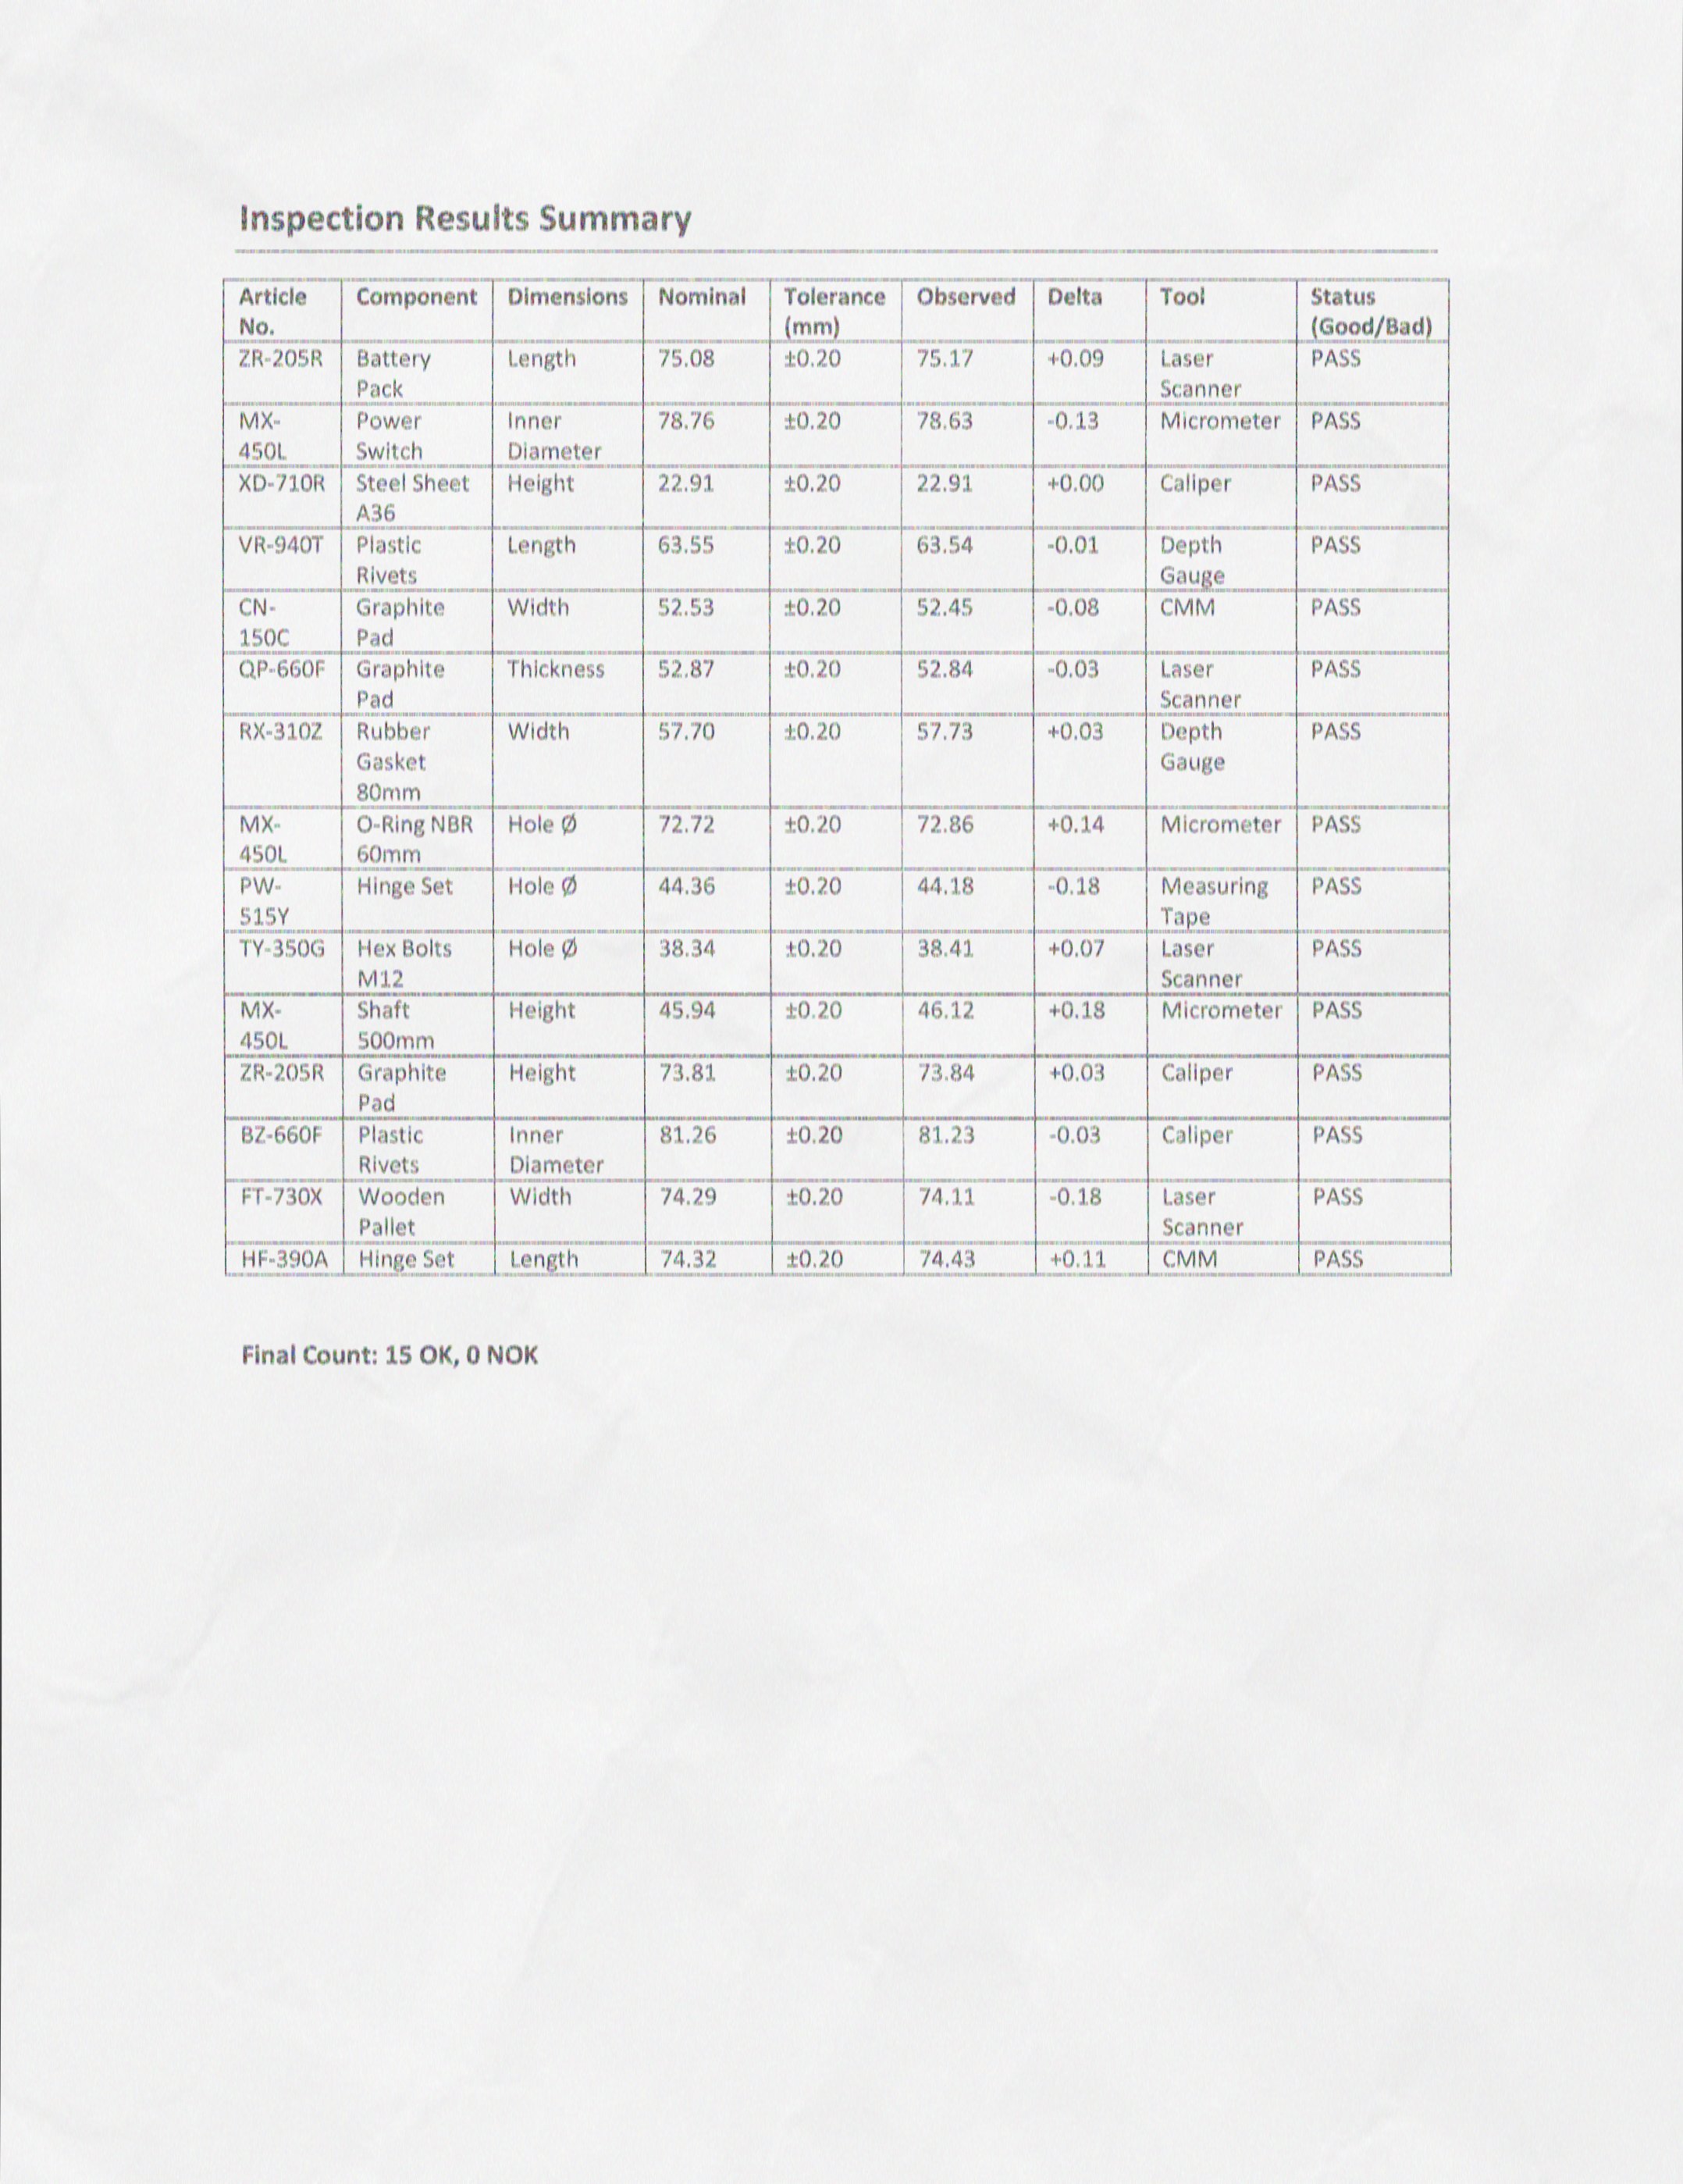 Inspection Results Summary
Article No. Component Dimensions Nominal Tolerance (mm) Observed Delta Tool Status (Good/Bad)
ZR-205R Battery Pack Length 75.08 ±0.20 75.17 +0.09 Laser Scanner PASS
MX-450L Power Switch Inner Diameter 78.76 ±0.20 78.63 -0.13 Micrometer PASS
XD-710R Steel Sheet A36 Height 22.91 ±0.20 22.91 +0.00 Caliper PASS
VR-940T Plastic Rivets Length 63.55 ±0.20 63.54 -0.01 Depth Gauge PASS
CN-150C Graphite Pad Width 52.53 ±0.20 52.45 -0.08 CMM PASS
QP-660F Graphite Pad Thickness 52.87 ±0.20 52.84 -0.03 Laser Scanner PASS
RX-310Z Rubber Gasket 80mm Width 57.70 ±0.20 57.73 +0.03 Depth Gauge PASS
MX-450L O-Ring NBR 60mm Hole Ø 72.72 ±0.20 72.86 +0.14 Micrometer PASS
PW-515Y Hinge Set Hole Ø 44.36 ±0.20 44.18 -0.18 Measuring Tape PASS
TY-350G Hex Bolts M12 Hole Ø 38.34 ±0.20 38.41 +0.07 Laser Scanner PASS
MX-450L Shaft 500mm Height 45.94 ±0.20 46.12 +0.18 Micrometer PASS
ZR-205R Graphite Pad Height 73.81 ±0.20 73.84 +0.03 Caliper PASS
BZ-660F Plastic Rivets Inner Diameter 81.26 ±0.20 81.23 -0.03 Caliper PASS
FT-730X Wooden Pallet Width 74.29 ±0.20 74.11 -0.18 Laser Scanner PASS
HF-390A Hinge Set Length 74.32 ±0.20 74.43 +0.11 CMM PASS
Final Count: 15 OK, 0 NOK